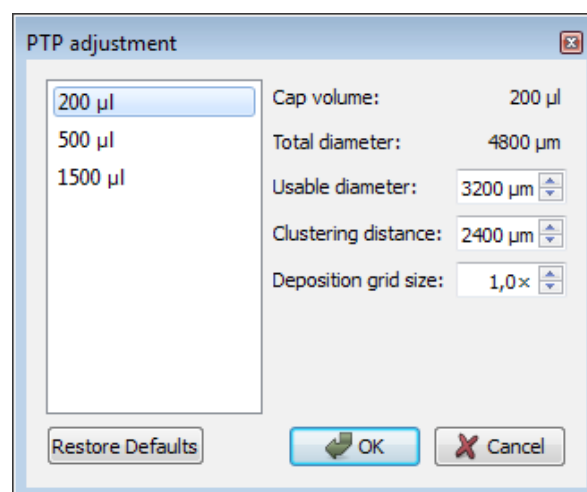 PTP adjustment
200 µl
500 µl
1500 µl
Cap volume: 200 µl
Total diameter: 4800 µm
Usable diameter: 3200 µm
Clustering distance: 2400 µm
Deposition grid size: 1,0×
Restore Defaults
OK
Cancel